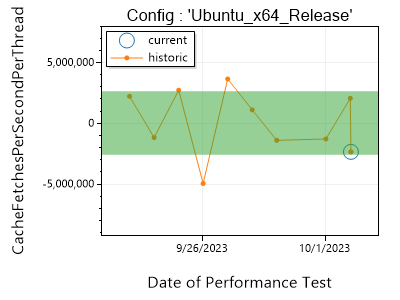 Config : 'Ubuntu_x64_Release'
current
historic
CacheFetchesPerSecondPerThread
5,000,000
0
-5,000,000
9/26/2023
10/1/2023
Date of Performance Test